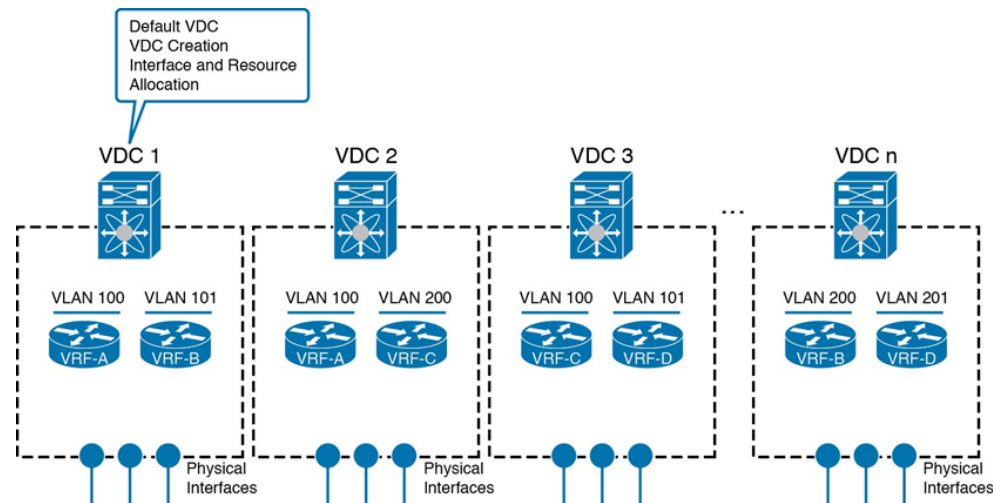 Default VDC
VDC Creation
Interface and Resource
Allocation
VDC 1
VDC 2
VDC 3
VDC n
...
VLAN 100
VLAN 101
VLAN 100
VLAN 200
VLAN 100
VLAN 101
VLAN 200
VLAN 201
VRF-A
VRF-B
VRF-A
VRF-C
VRF-C
VRF-D
VRF-B
VRF-D
Physical
Interfaces
Physical
Interfaces
Physical
Interfaces